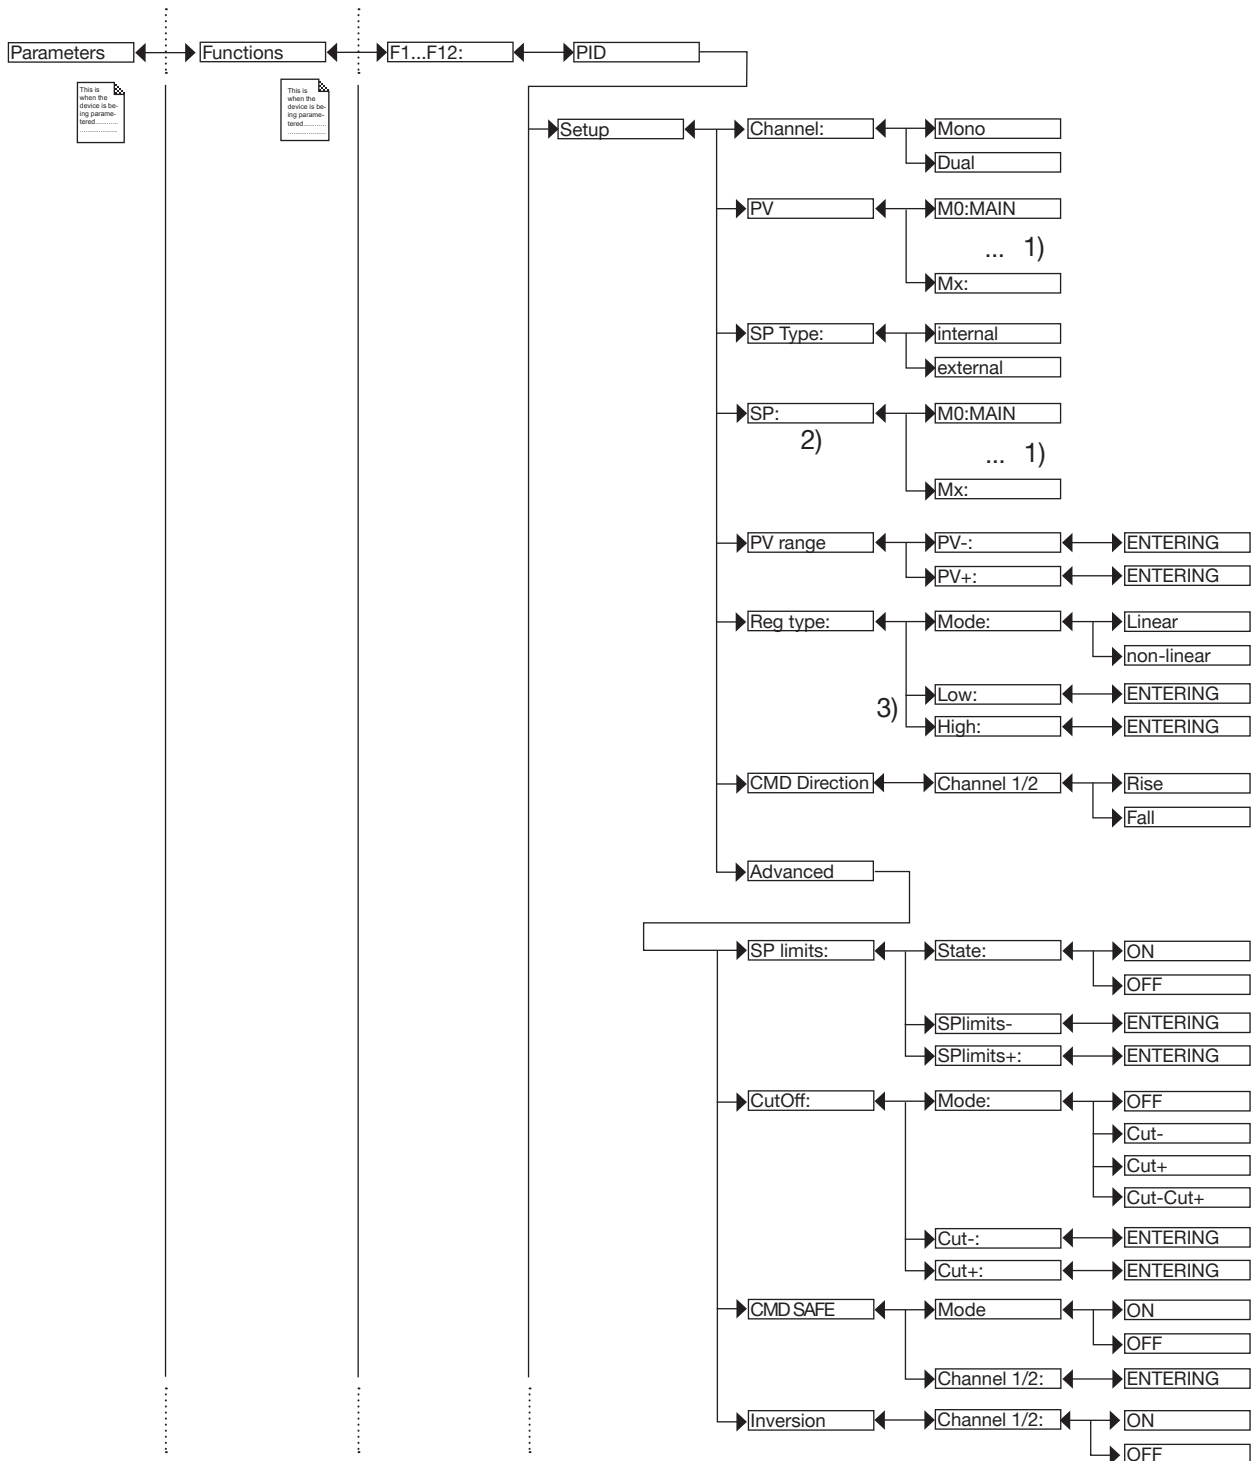 Parameters Functions F1...F12: PID
This is
when the
device is be-
ing parame-
tered............
.......................
This is
when the
device is be-
ing parame-
tered............
.......................
Setup Channel: Mono
Dual
PV M0:MAIN
... 1)
Mx:
SP Type: internal
external
SP: M0:MAIN
2)
... 1)
Mx:
PV range PV-: ENTERING
PV+: ENTERING
Reg type: Mode: Linear
non-linear
Low: ENTERING
3)
High: ENTERING
CMD Direction Channel 1/2 Rise
Fall
Advanced
SP limits: State: ON
OFF
SPlimits- ENTERING
SPlimits+: ENTERING
CutOff: Mode: OFF
Cut-
Cut+
Cut-Cut+
Cut-: ENTERING
Cut+: ENTERING
CMD SAFE Mode ON
OFF
Channel 1/2: ENTERING
Inversion Channel 1/2: ON
OFF